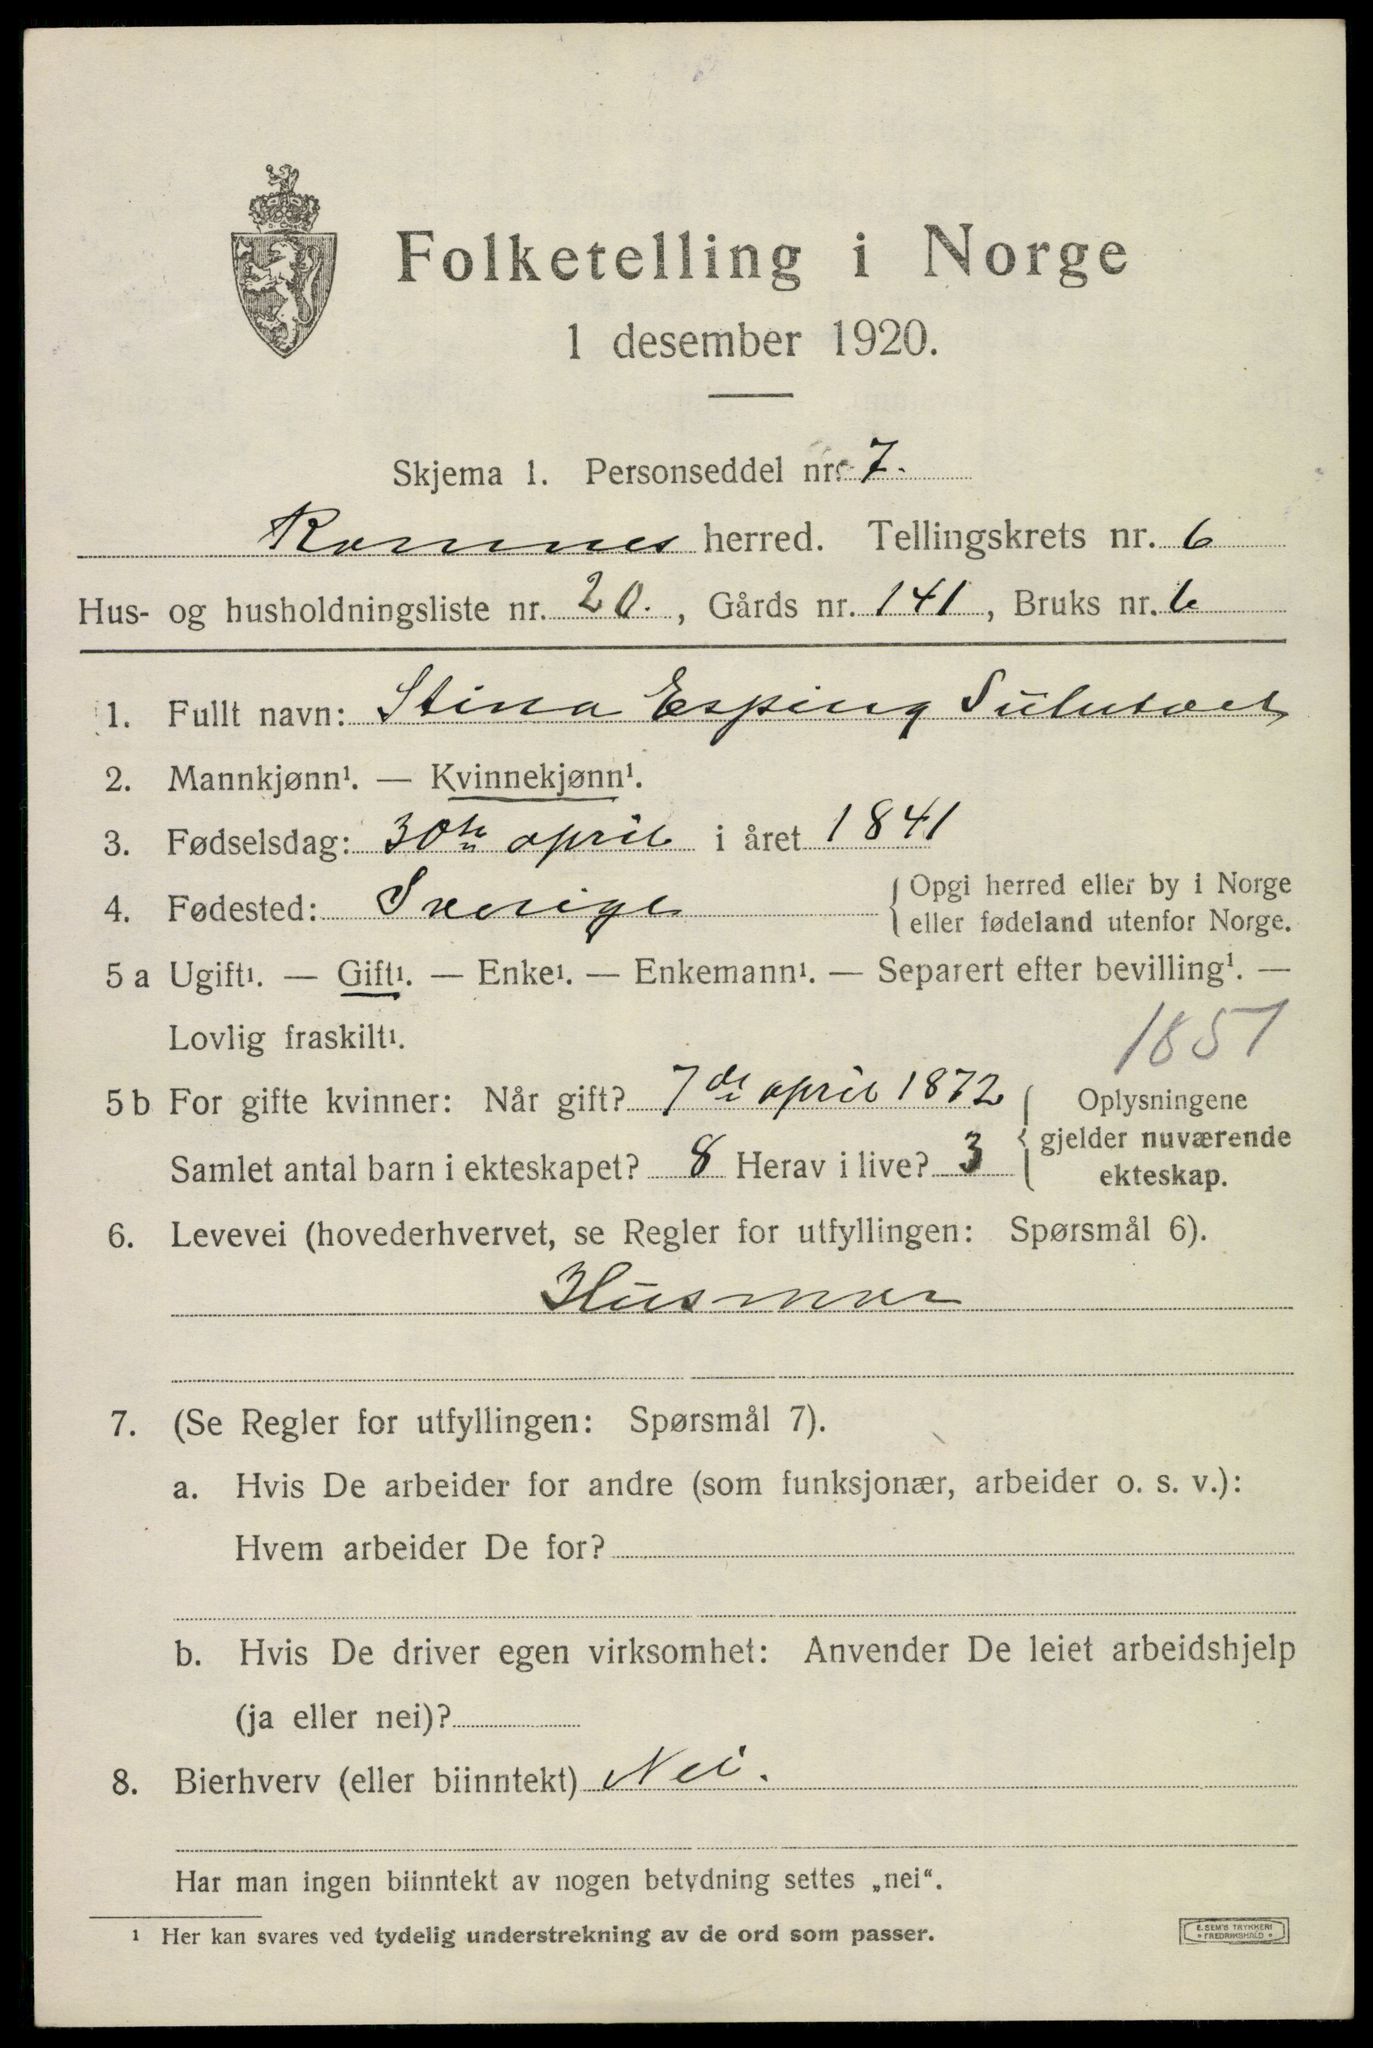 Folketelling i Norge
1 desember 1920.
Skjema 1. Personseddel nr. 7.
Ramnes herred. Tellingskrets nr. 6
Hus- og husholdningsliste nr. 20., Gårds nr. 141, Bruks nr. 6
1. Fullt navn: Stina Esping
2. Mannkjønn¹. — Kvinnekjønn¹.
3. Fødselsdag: 30te april i året 1841
4. Fødested: Sverige { Opgi herred eller by i Norge
eller fødeland utenfor Norge.
5 a Ugift¹. — Gift¹. — Enke¹. — Enkemann¹. — Separert efter bevilling¹. —
Lovlig fraskilt¹.
1851
5 b For gifte kvinner: Når gift? 7de april 1872
Samlet antal barn i ekteskapet? 8 Herav i live? 3
{ Oplysningene
gjelder nuværende
ekteskap.
6. Levevei (hovederhvervet, se Regler for utfyllingen: Spørsmål 6).
Husmor
7. (Se Regler for utfyllingen: Spørsmål 7).
a. Hvis De arbeider for andre (som funksjonær, arbeider o. s. v.):
Hvem arbeider De for?
b. Hvis De driver egen virksomhet: Anvender De leiet arbeidshjelp
(ja eller nei)?
8. Bierhverv (eller biinntekt) Nei.
Har man ingen biinntekt av nogen betydning settes „nei“.
¹ Her kan svares ved tydelig understrekning av de ord som passer.
E. SEM'S TRYKKERI
FREDRIKSHALD